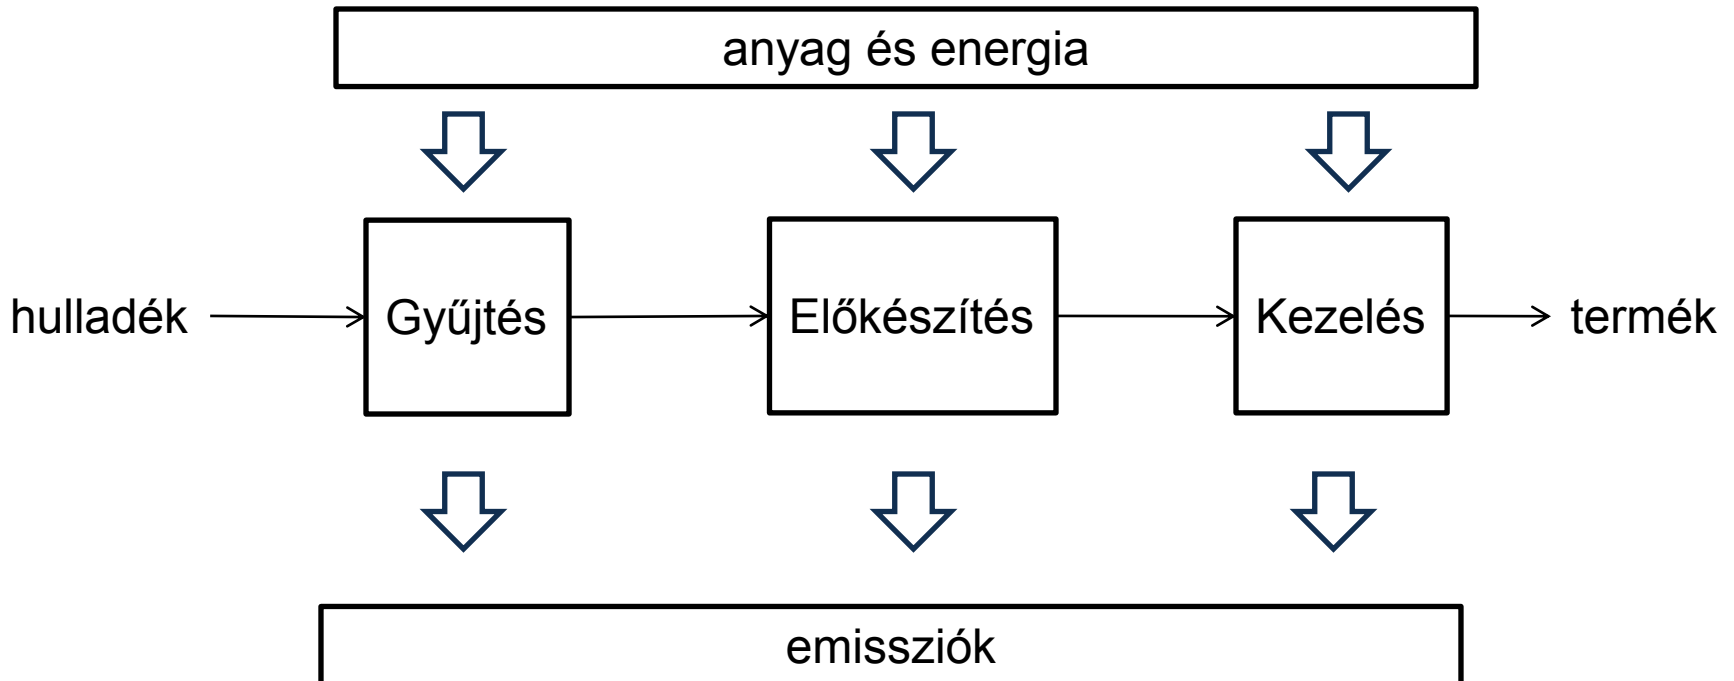 anyag és energia
hulladék
Gyűjtés
Előkészítés
Kezelés
termék
emissziók